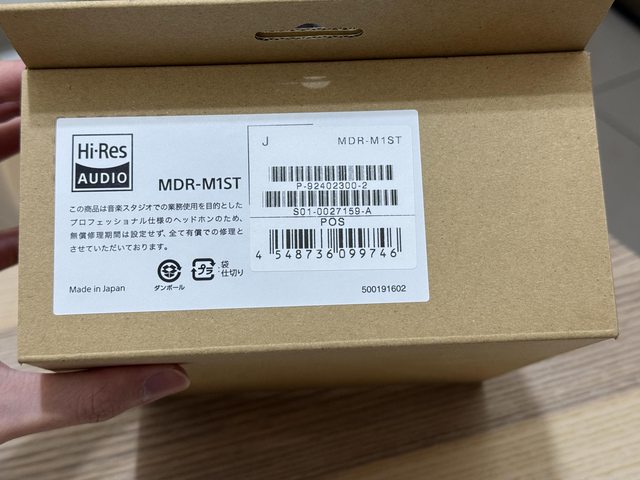 Hi-Res
AUDIO
MDR-M1ST
この商品は音楽スタジオでの業務使用を目的とした
プロフェッショナル仕様のヘッドホンのため、
無償修理期間は設定せず、全て有償での修理と
させていただいております。
ダンボール
プラ
袋
仕切り
Made in Japan
J MDR-M1ST
P-92402300-2
S01-0027159-A
POS
4 548736 099746
500191602